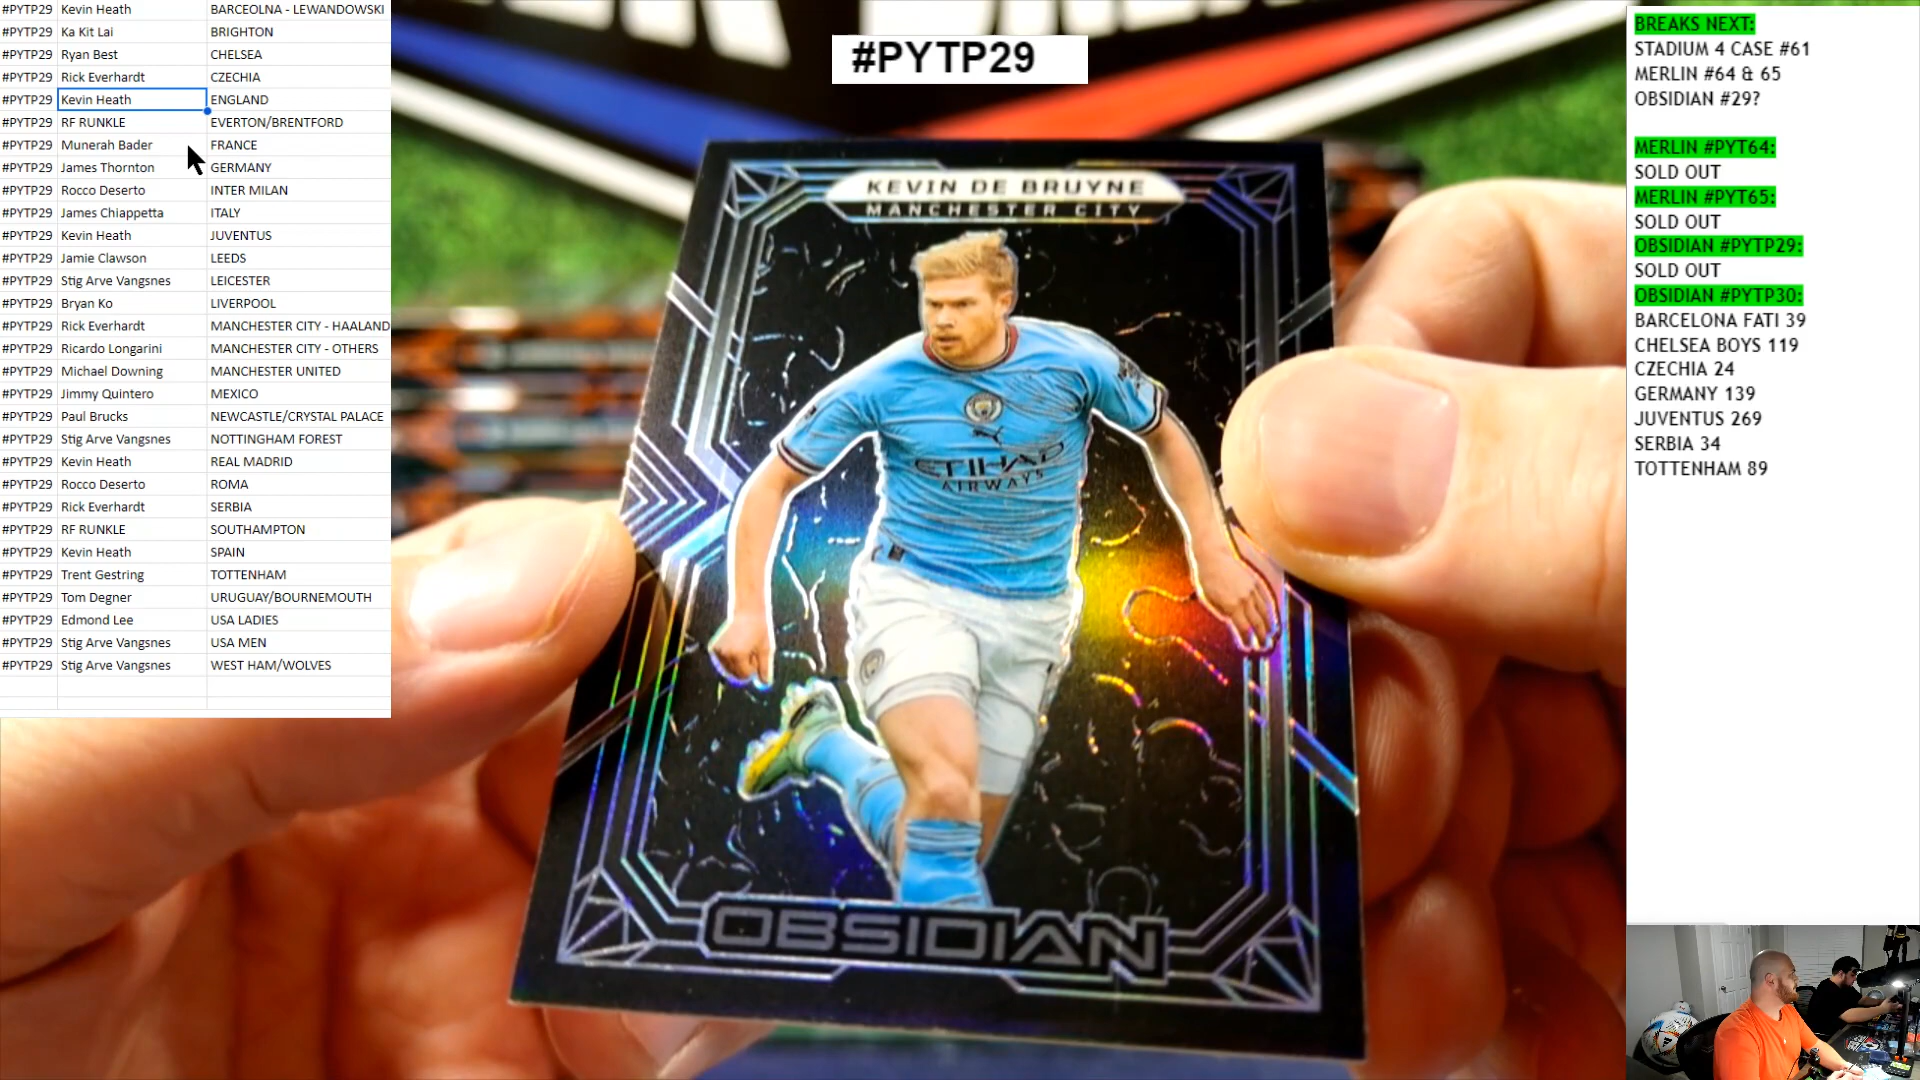 #PYTP29 Kevin Heath BARCEOLNA - LEWANDOWSKI
#PYTP29 Ka Kit Lai BRIGHTON
#PYTP29 Ryan Best CHELSEA
#PYTP29 Rick Everhardt CZECHIA
#PYTP29 Kevin Heath ENGLAND
#PYTP29 RF RUNKLE EVERTON/BRENTFORD
#PYTP29 Munerah Bader FRANCE
#PYTP29 James Thornton GERMANY
#PYTP29 Rocco Deserto INTER MILAN
#PYTP29 James Chiappetta ITALY
#PYTP29 Kevin Heath JUVENTUS
#PYTP29 Jamie Clawson LEEDS
#PYTP29 Stig Arve Vangsnes LEICESTER
#PYTP29 Bryan Ko LIVERPOOL
#PYTP29 Rick Everhardt MANCHESTER CITY - HAALAND
#PYTP29 Ricardo Longarini MANCHESTER CITY - OTHERS
#PYTP29 Michael Downing MANCHESTER UNITED
#PYTP29 Jimmy Quintero MEXICO
#PYTP29 Paul Brucks NEWCASTLE/CRYSTAL PALACE
#PYTP29 Stig Arve Vangsnes NOTTINGHAM FOREST
#PYTP29 Kevin Heath REAL MADRID
#PYTP29 Rocco Deserto ROMA
#PYTP29 Rick Everhardt SERBIA
#PYTP29 RF RUNKLE SOUTHAMPTON
#PYTP29 Kevin Heath SPAIN
#PYTP29 Trent Gestring TOTTENHAM
#PYTP29 Tom Degner URUGUAY/BOURNEMOUTH
#PYTP29 Edmond Lee USA LADIES
#PYTP29 Stig Arve Vangsnes USA MEN
#PYTP29 Stig Arve Vangsnes WEST HAM/WOLVES
#PYTP29
KEVIN DE BRUYNE
MANCHESTER CITY
ETIHAD
AIRWAYS
OBSIDIAN
BREAKS NEXT:
STADIUM 4 CASE #61
MERLIN #64 & 65
OBSIDIAN #29?
MERLIN #PYT64:
SOLD OUT
MERLIN #PYT65:
SOLD OUT
OBSIDIAN #PYTP29:
SOLD OUT
OBSIDIAN #PYTP30:
BARCELONA FATI 39
CHELSEA BOYS 119
CZECHIA 24
GERMANY 139
JUVENTUS 269
SERBIA 34
TOTTENHAM 89